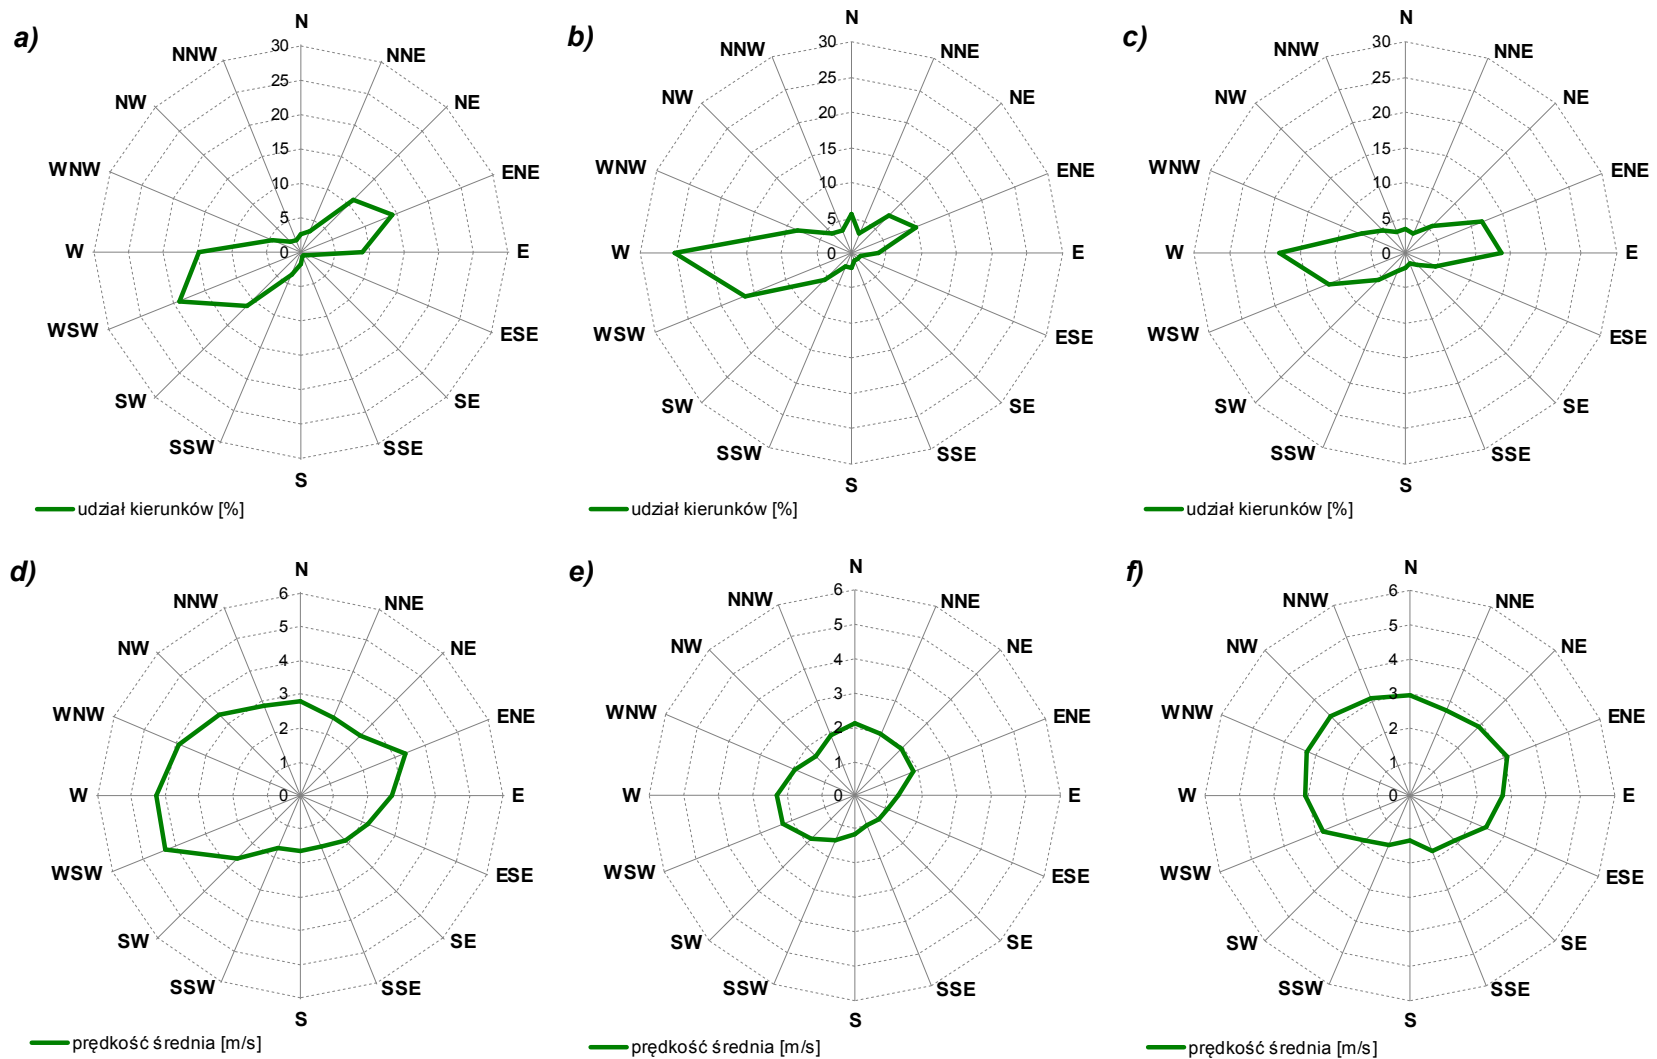 a)
N
NNE
NE
ENE
E
ESE
SE
SSE
S
SSW
SW
WSW
W
WNW
NW
NNW
30
25
20
15
10
5
0
udział kierunków [%]
b)
N
NNE
NE
ENE
E
ESE
SE
SSE
S
SSW
SW
WSW
W
WNW
NW
NNW
30
25
20
15
10
5
0
udział kierunków [%]
c)
N
NNE
NE
ENE
E
ESE
SE
SSE
S
SSW
SW
WSW
W
WNW
NW
NNW
30
25
20
15
10
5
0
udział kierunków [%]
d)
N
NNE
NE
ENE
E
ESE
SE
SSE
S
SSW
SW
WSW
W
WNW
NW
NNW
6
5
4
3
2
1
0
prędkość średnia [m/s]
e)
N
NNE
NE
ENE
E
ESE
SE
SSE
S
SSW
SW
WSW
W
WNW
NW
NNW
6
5
4
3
2
1
0
prędkość średnia [m/s]
f)
N
NNE
NE
ENE
E
ESE
SE
SSE
S
SSW
SW
WSW
W
WNW
NW
NNW
6
5
4
3
2
1
0
prędkość średnia [m/s]